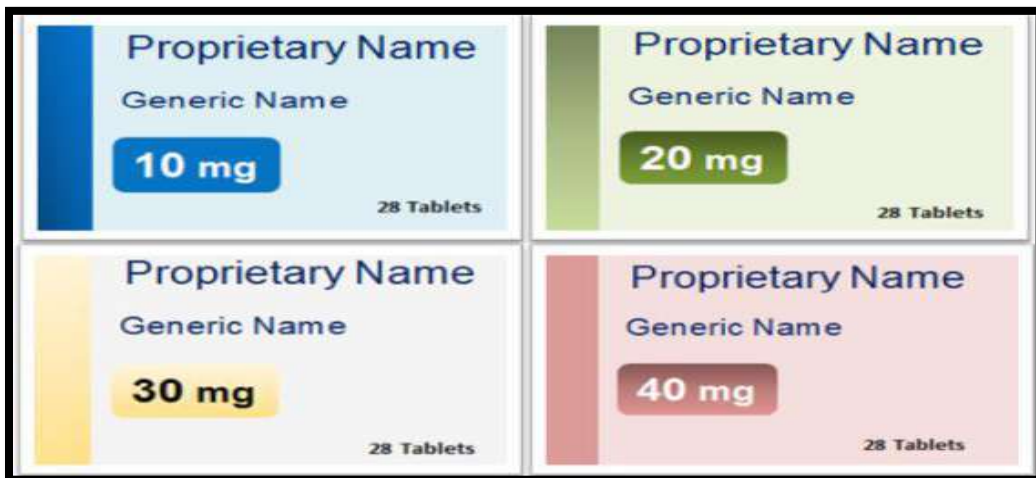 Proprietary Name
Generic Name
10 mg
28 Tablets
Proprietary Name
Generic Name
20 mg
28 Tablets
Proprietary Name
Generic Name
30 mg
28 Tablets
Proprietary Name
Generic Name
40 mg
28 Tablets